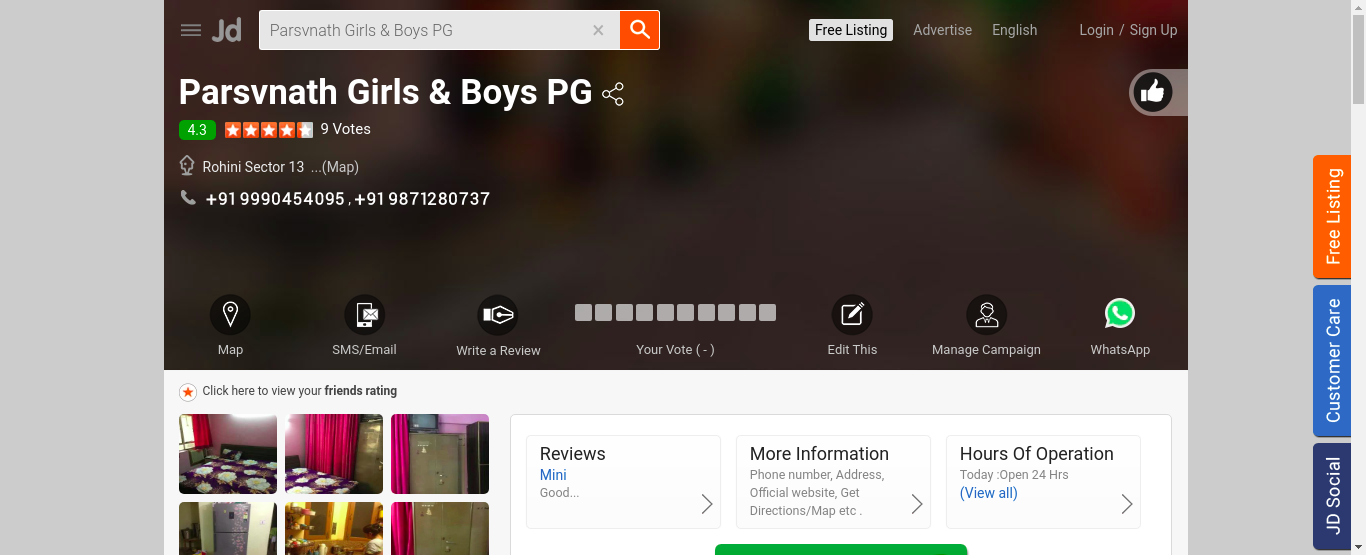 Jd
Parsvnath Girls & Boys PG
Free Listing
Advertise
English
Login / Sign Up
Parsvnath Girls & Boys PG
4.3
9 Votes
Rohini Sector 13 ...(Map)
+91 9990454095 , +91 9871280737
Map
SMS/Email
Write a Review
Your Vote ( - )
Edit This
Manage Campaign
WhatsApp
Click here to view your friends rating
Reviews
Mini
Good...
More Information
Phone number, Address,
Official website, Get
Directions/Map etc .
Hours Of Operation
Today :Open 24 Hrs
(View all)
Free Listing
Customer Care
JD Social